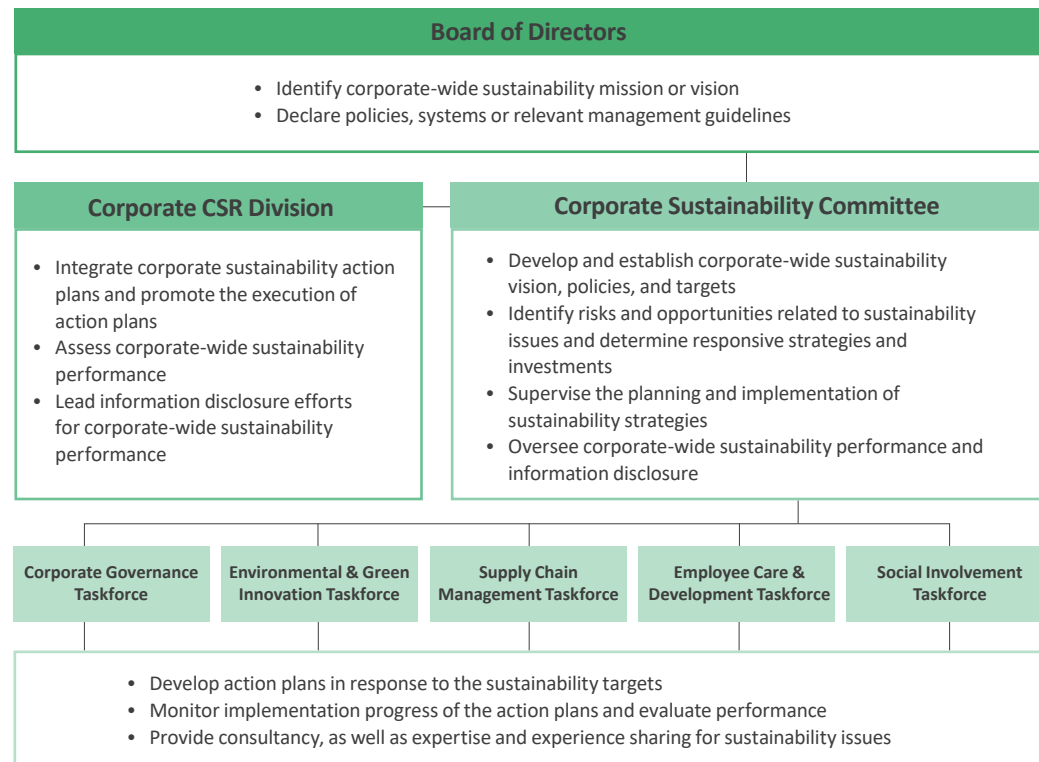 Board of Directors
• Identify corporate-wide sustainability mission or vision
• Declare policies, systems or relevant management guidelines
Corporate CSR Division
• Integrate corporate sustainability action
plans and promote the execution of
action plans
• Assess corporate-wide sustainability
performance
• Lead information disclosure efforts
for corporate-wide sustainability
performance
Corporate Sustainability Committee
• Develop and establish corporate-wide sustainability
vision, policies, and targets
• Identify risks and opportunities related to sustainability
issues and determine responsive strategies and
investments
• Supervise the planning and implementation of
sustainability strategies
• Oversee corporate-wide sustainability performance and
information disclosure
Corporate Governance
Taskforce
Environmental & Green
Innovation Taskforce
Supply Chain
Management Taskforce
Employee Care &
Development Taskforce
Social Involvement
Taskforce
• Develop action plans in response to the sustainability targets
• Monitor implementation progress of the action plans and evaluate performance
• Provide consultancy, as well as expertise and experience sharing for sustainability issues